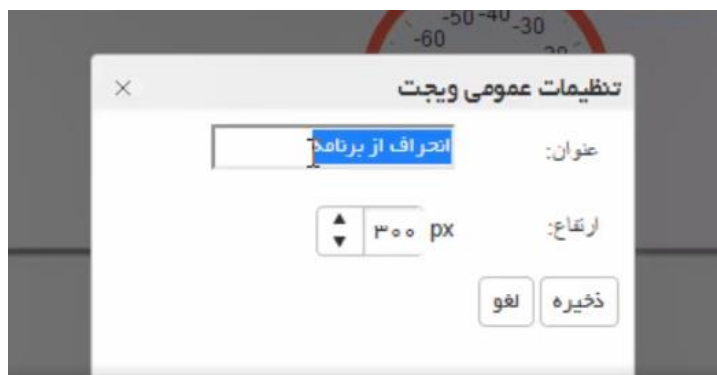 -60 -50 -40 -30
تنظیمات عمومی ویجت ×
عنوان: انحراف از برنامه
ارتفاع: ۳۰۰ px
ذخیره لغو